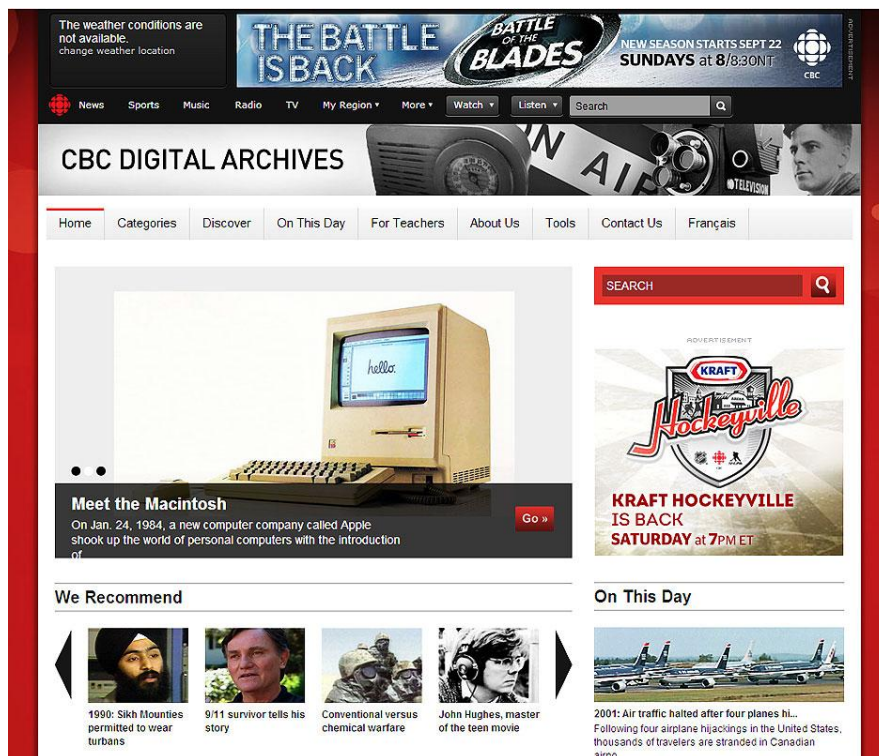 The weather conditions are
not available.
change weather location
THE BATTLE
IS BACK
BATTLE
OF THE
BLADES
NEW SEASON STARTS SEPT 22
SUNDAYS at 8/8:30NT
CBC
ADVERTISEMENT
News Sports Music Radio TV My Region More Watch Listen Search
CBC DIGITAL ARCHIVES
ON AIR
TELEVISION
Home Categories Discover On This Day For Teachers About Us Tools Contact Us Français
hello.
Meet the Macintosh
On Jan. 24, 1984, a new computer company called Apple
shook up the world of personal computers with the introduction
of
Go »
SEARCH
ADVERTISEMENT
KRAFT
Hockeyville
KRAFT HOCKEYVILLE
IS BACK
SATURDAY at 7PM ET
We Recommend
1990: Sikh Mounties
permitted to wear
turbans
9/11 survivor tells his
story
Conventional versus
chemical warfare
John Hughes, master
of the teen movie
On This Day
2001: Air traffic halted after four planes hi...
Following four airplane hijackings in the United States,
thousands of travelers are stranded in Canadian